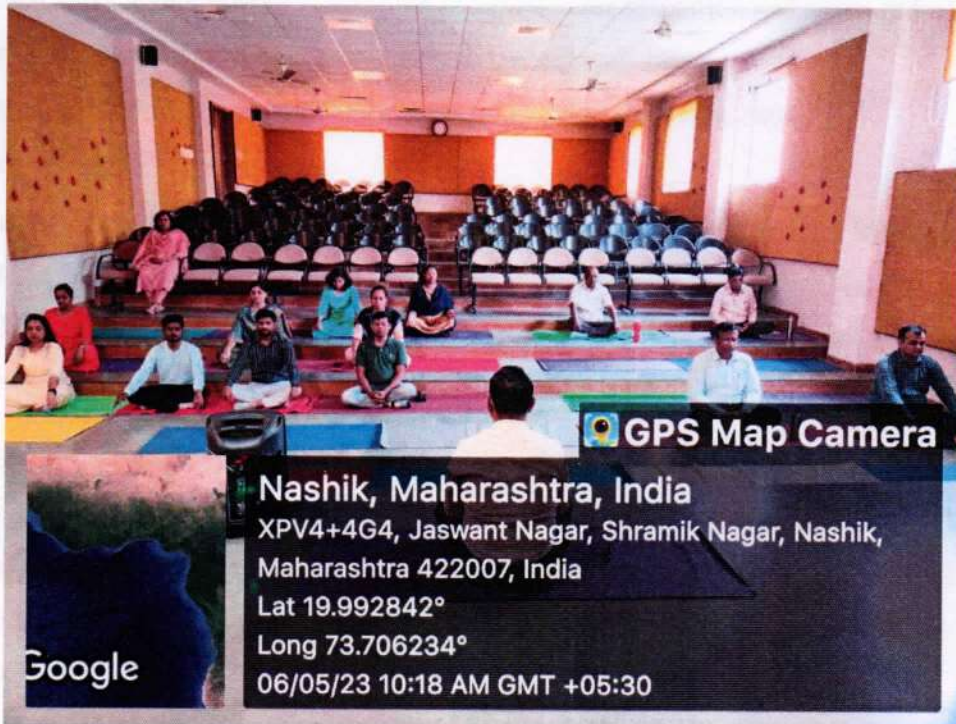 GPS Map Camera
Nashik, Maharashtra, India
XPV4+4G4, Jaswant Nagar, Shramik Nagar, Nashik,
Maharashtra 422007, India
Lat 19.992842°
Long 73.706234°
06/05/23 10:18 AM GMT +05:30
Google